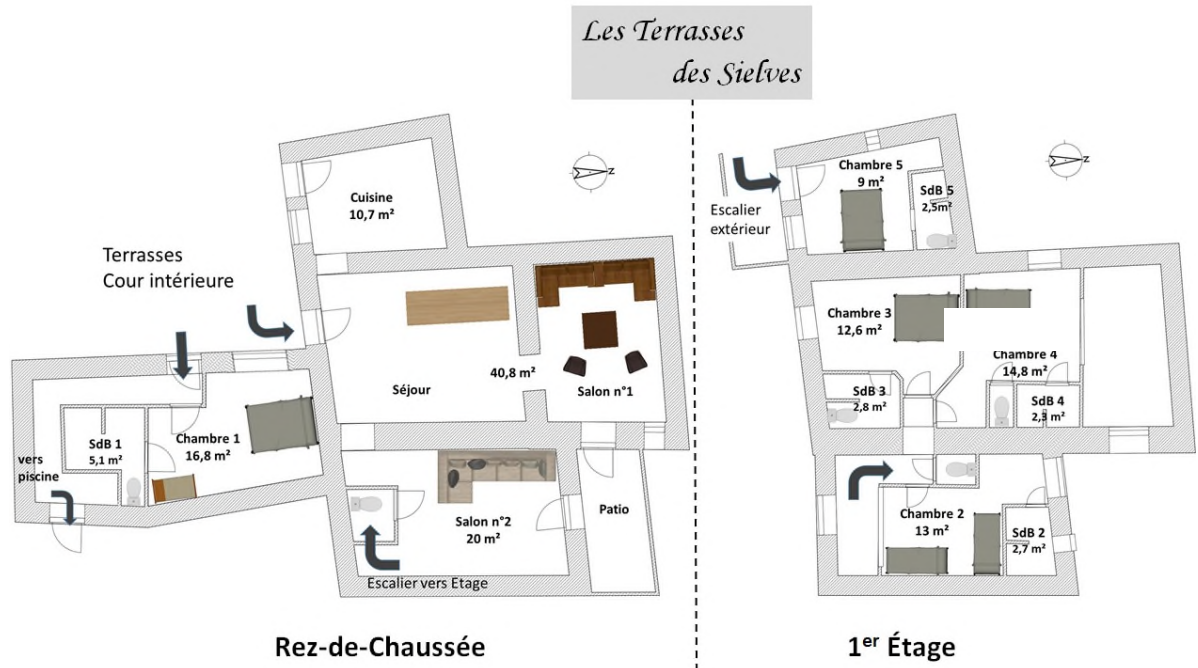 Les Terrasses
des Sielves
Cuisine
10,7 m²
N
Terrasses
Cour intérieure
Séjour
40,8 m²
Salon n°1
SdB 1
5,1 m²
Chambre 1
16,8 m²
vers
piscine
Salon n°2
20 m²
Patio
Escalier vers Etage
Rez-de-Chaussée
Chambre 5
9 m²
SdB 5
2,5m²
N
Escalier
extérieur
Chambre 3
12,6 m²
Chambre 4
14,8 m²
SdB 3
2,8 m²
SdB 4
2,3 m²
Chambre 2
13 m²
SdB 2
2,7 m²
1er Étage